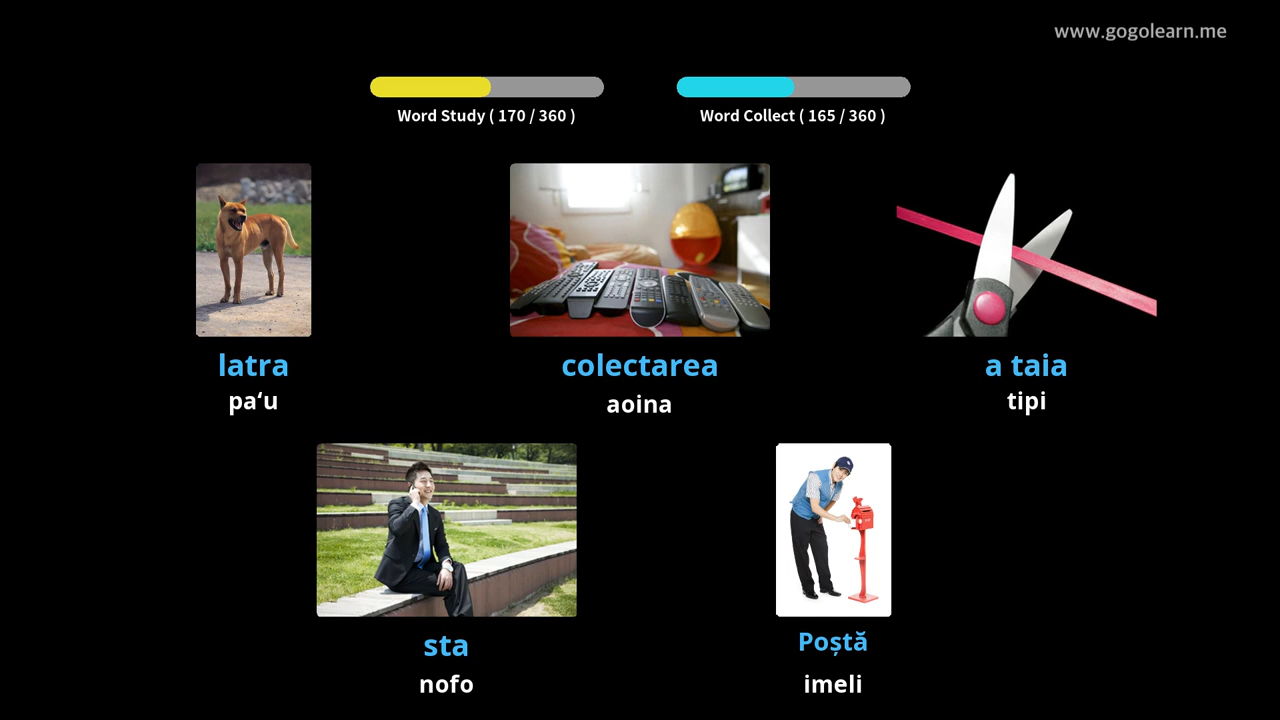 www.gogolearn.me
Word Study ( 170 / 360 )
Word Collect ( 165 / 360 )
latra
colectarea
a taia
paʻu
aoina
tipi
sta
Poștă
nofo
imeli